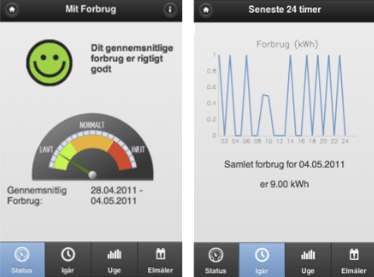 Mit Forbrug
Dit gennemsnitlige
forbrug er rigtigt
godt
NORMALT
LAVT
Gennemsnitlig
Forbrug:
28.04.2011 -
04.05.2011
Status
Igår
Uge
Elmåler
Seneste 24 timer
Forbrug (kWh)
1
0.8
0.6
0.4
0.2
0
02 04 06 08 10 12 14 16 18 20 22 24
Samlet forbrug for 04.05.2011
er 9.00 kWh
Status
Igår
Uge
Elmåler